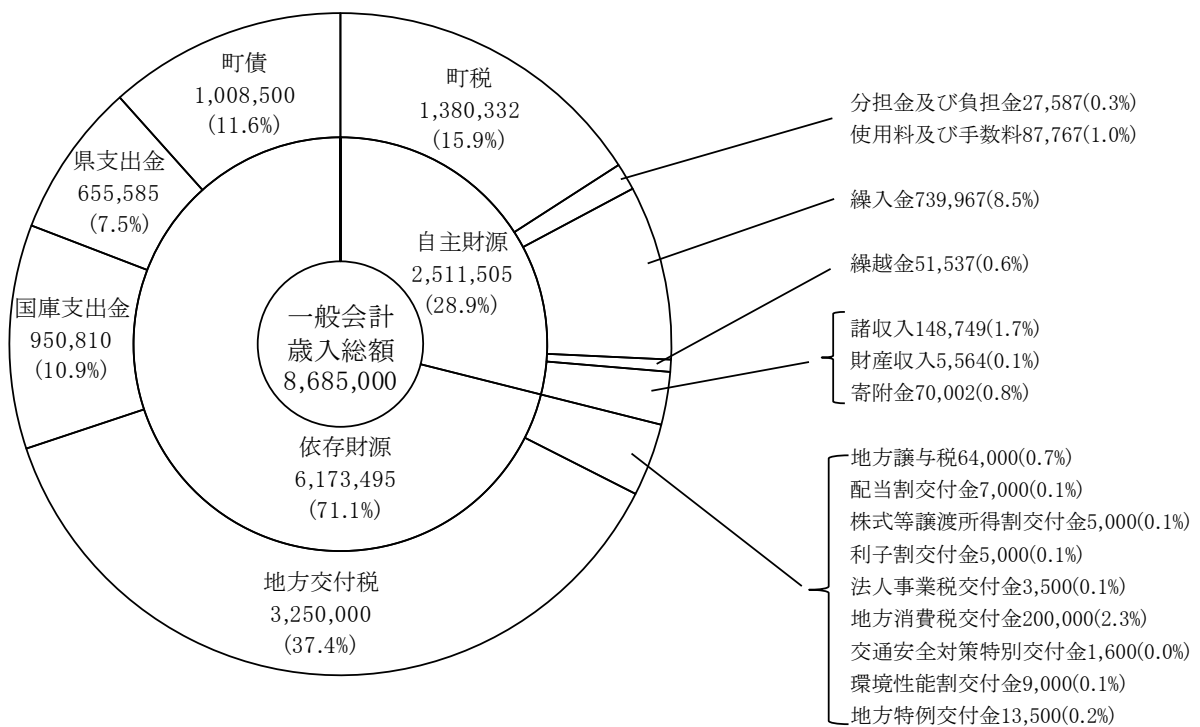 町債
1,008,500
(11.6%)
町税
1,380,332
(15.9%)
県支出金
655,585
(7.5%)
国庫支出金
950,810
(10.9%)
自主財源
2,511,505
(28.9%)
一般会計
歳入総額
8,685,000
依存財源
6,173,495
(71.1%)
地方交付税
3,250,000
(37.4%)
分担金及び負担金27,587(0.3%)
使用料及び手数料87,767(1.0%)
繰入金739,967(8.5%)
繰越金51,537(0.6%)
諸収入148,749(1.7%)
財産収入5,564(0.1%)
寄附金70,002(0.8%)
地方譲与税64,000(0.7%)
配当割交付金7,000(0.1%)
株式等譲渡所得割交付金5,000(0.1%)
利子割交付金5,000(0.1%)
法人事業税交付金3,500(0.1%)
地方消費税交付金200,000(2.3%)
交通安全対策特別交付金1,600(0.0%)
環境性能割交付金9,000(0.1%)
地方特例交付金13,500(0.2%)